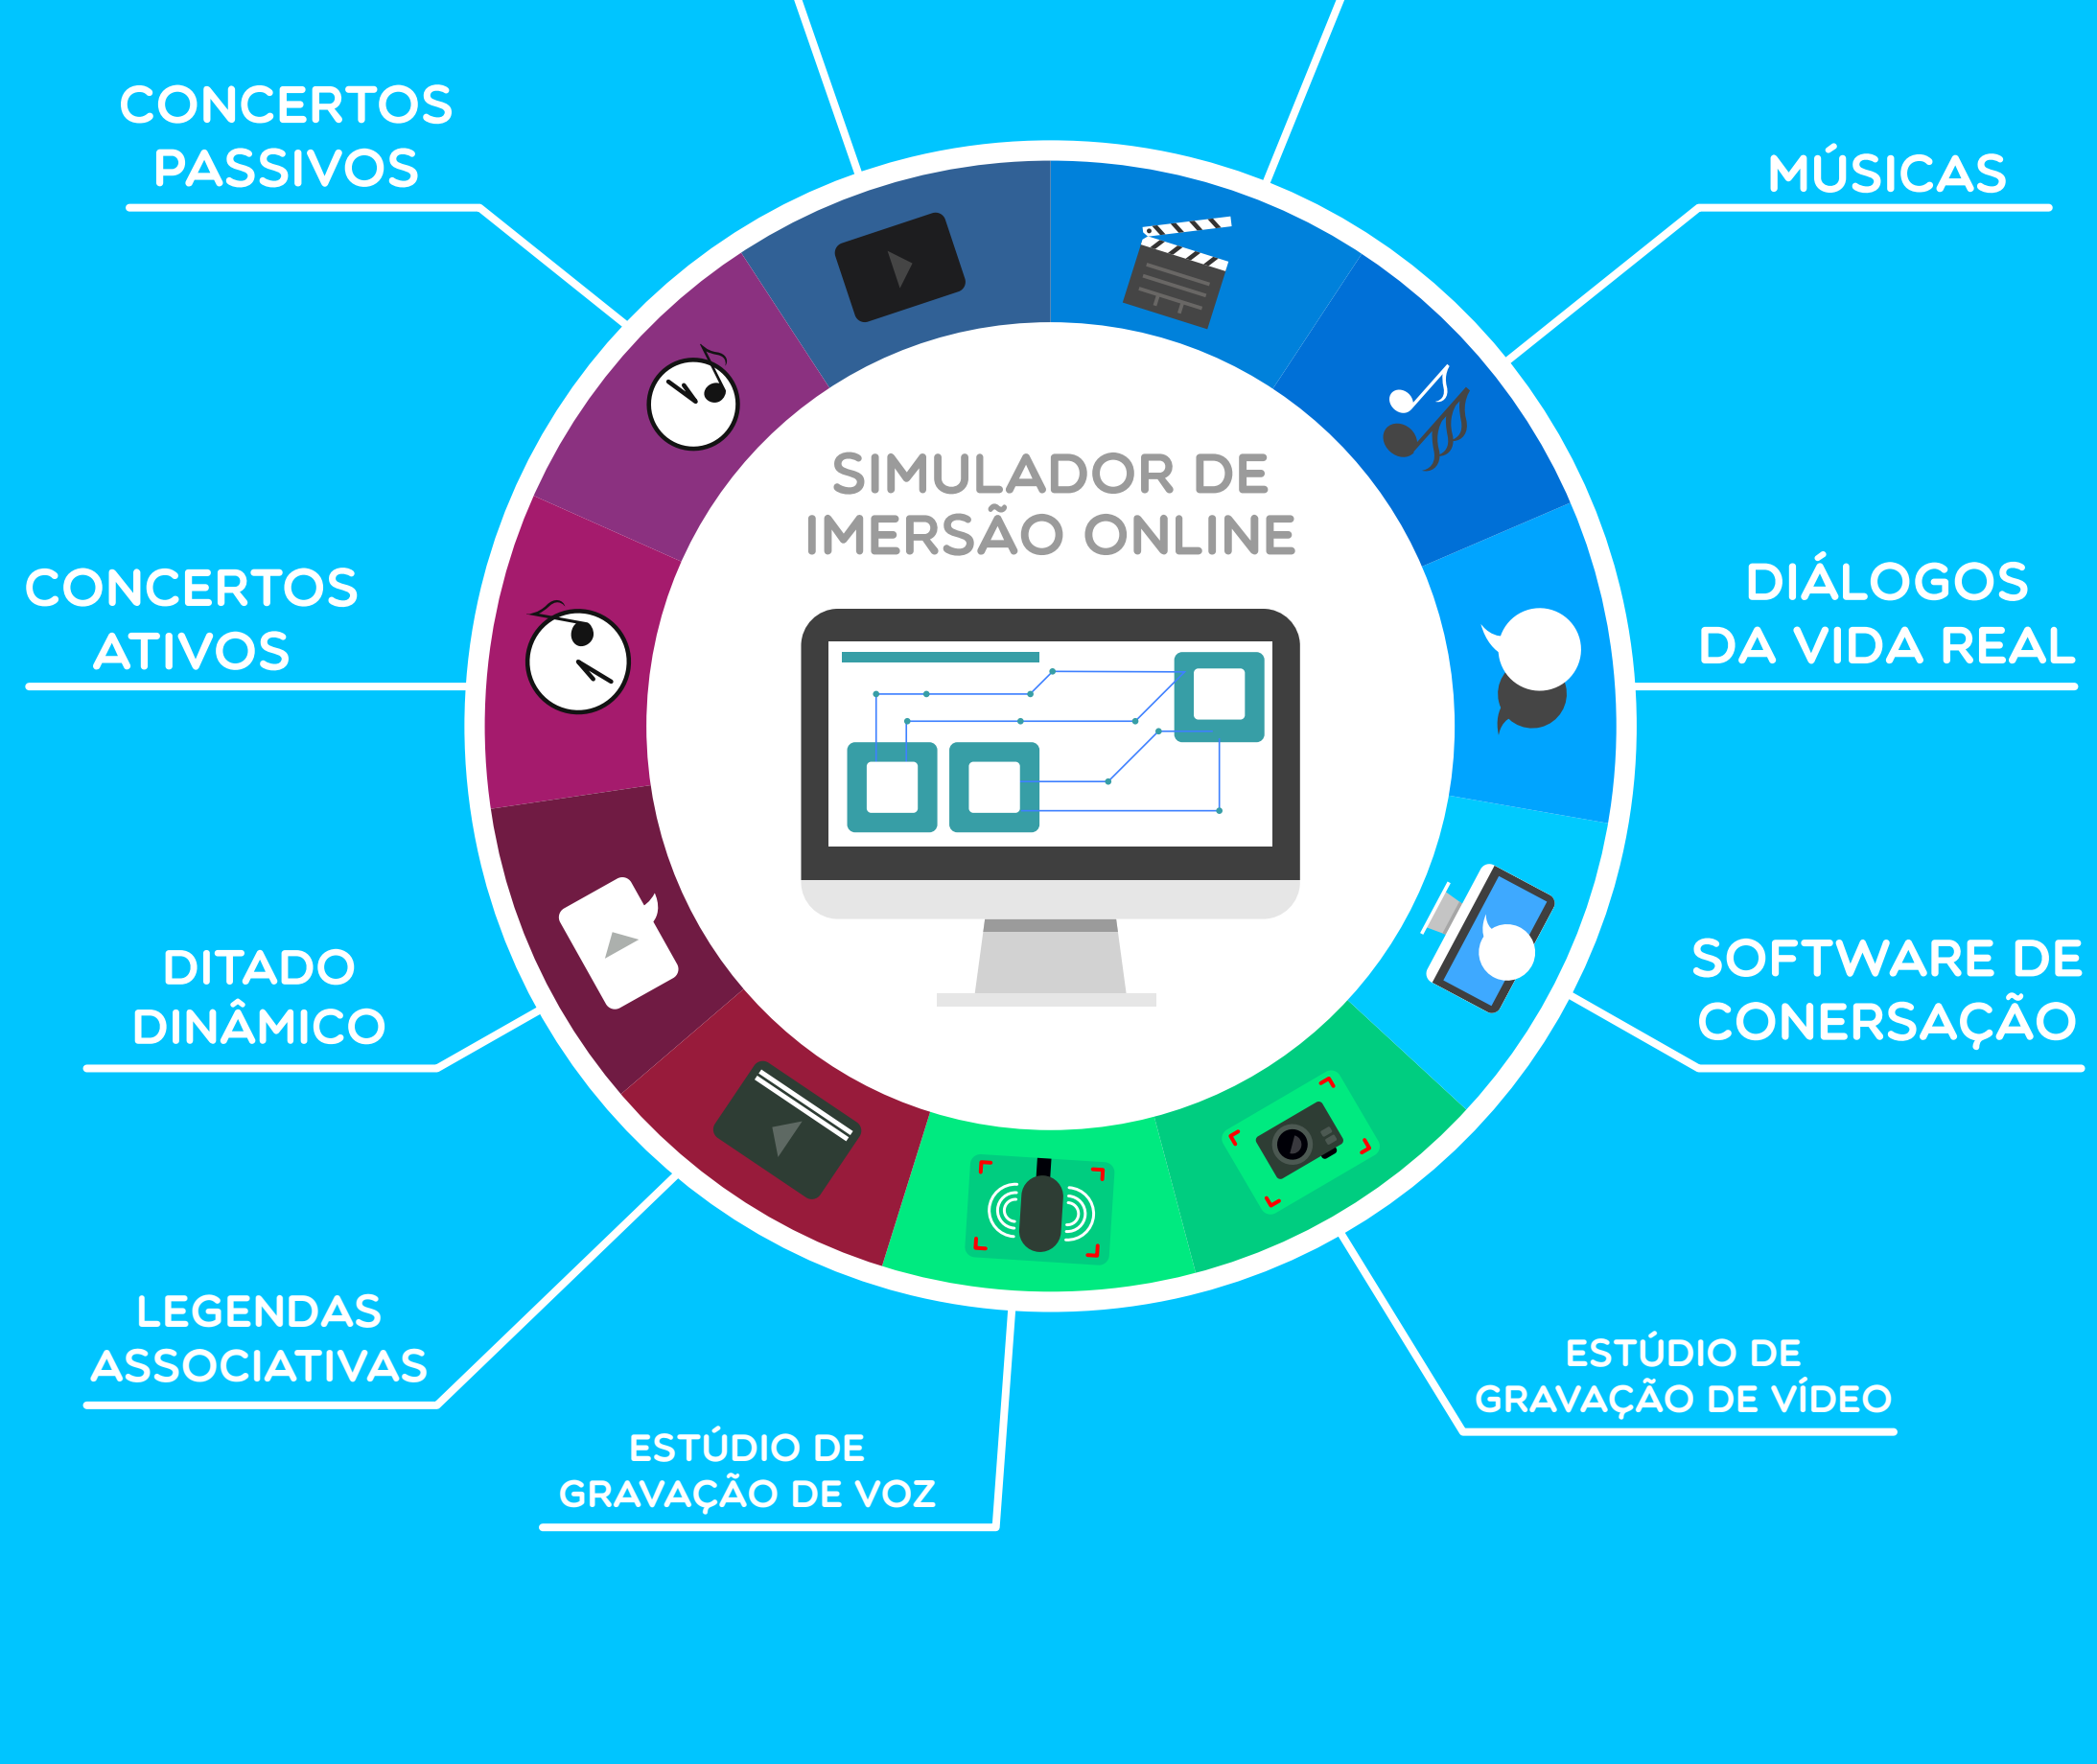 CONCERTOS
PASSIVOS
MÚSICAS
SIMULADOR DE
IMERSÃO ONLINE
CONCERTOS
ATIVOS
DIÁLOGOS
DA VIDA REAL
DITADO
DINÂMICO
SOFTWARE DE
CONERSAÇÃO
LEGENDAS
ASSOCIATIVAS
ESTÚDIO DE
GRAVAÇÃO DE VÍDEO
ESTÚDIO DE
GRAVAÇÃO DE VOZ